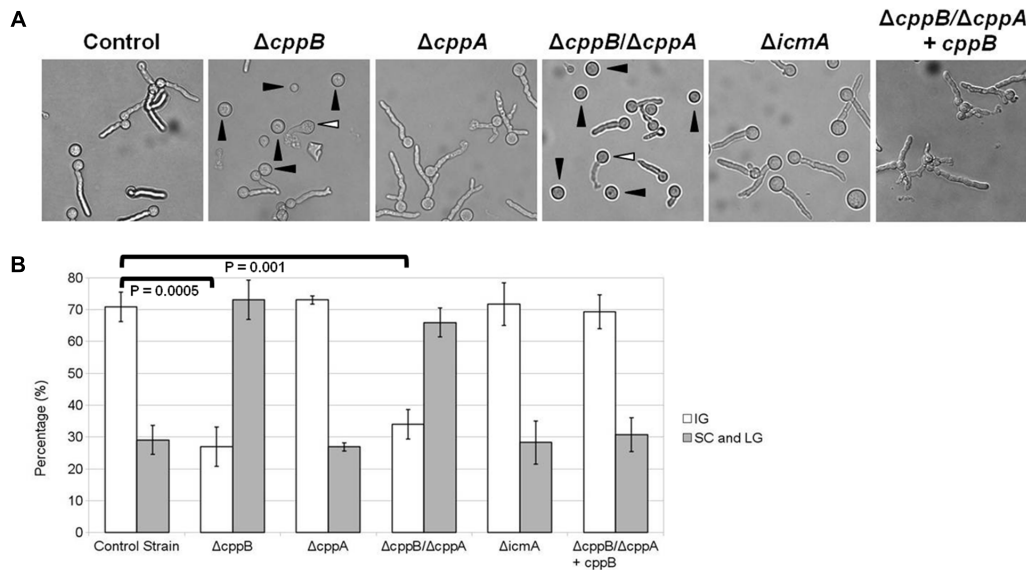 A
Control
ΔcppB
ΔcppA
ΔcppB/ΔcppA
ΔicmA
ΔcppB/ΔcppA
+ cppB
B
P = 0.001
P = 0.0005
80
70
60
50
40
30
20
10
0
Percentage (%)
IG
SC and LG
Control Strain
ΔcppB
ΔcppA
ΔcppB/ΔcppA
ΔicmA
ΔcppB/ΔcppA
+ cppB